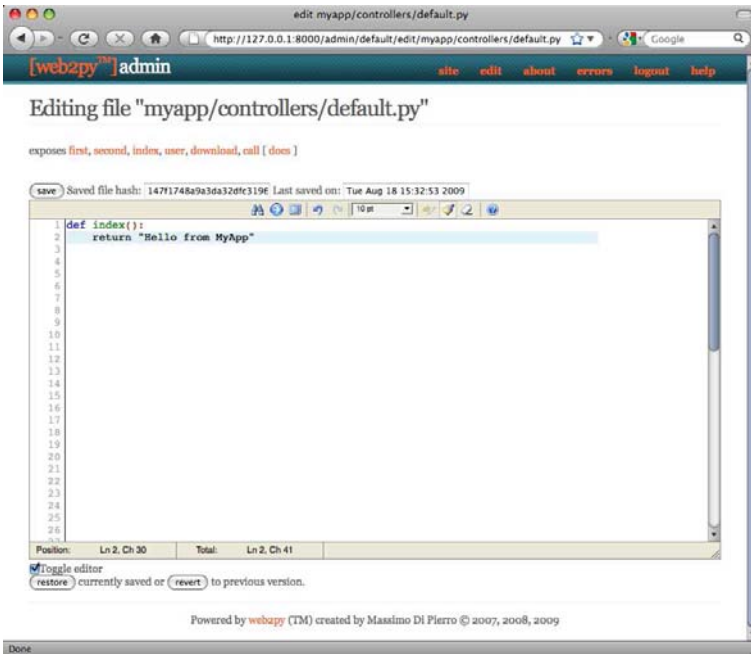 edit myapp/controllers/default.py
http://127.0.0.1:8000/admin/default/edit/myapp/controllers/default.py Google
[web2py™]admin site edit about errors logout help
Editing file "myapp/controllers/default.py"
exposes first, second, index, user, download, call [ docs ]
save Saved file hash: 147f1748a9a3da32dfc319€ Last saved on: Tue Aug 18 15:32:53 2009
10 pt
1 def index():
2 return "Hello from MyApp"
3
4
5
6
7
8
9
10
11
12
13
14
15
16
17
18
19
20
21
22
23
24
25
26
Position: Ln 2, Ch 30 Total: Ln 2, Ch 41
Toggle editor
restore currently saved or revert to previous version.
Powered by web2py (TM) created by Massimo Di Pierro © 2007, 2008, 2009
Done